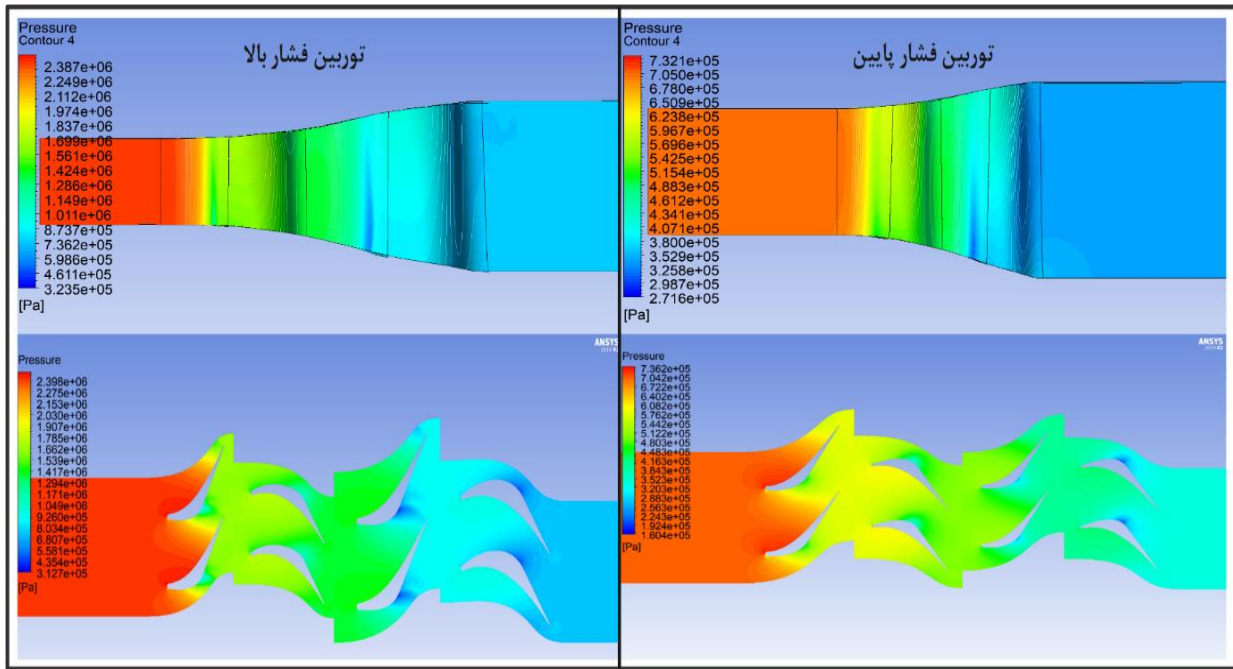 Pressure
Contour 4
توربین فشار بالا
2.387e+06
2.249e+06
2.112e+06
1.974e+06
1.837e+06
1.699e+06
1.561e+06
1.424e+06
1.286e+06
1.149e+06
1.011e+06
8.737e+05
7.362e+05
5.986e+05
4.611e+05
3.235e+05
[Pa]
Pressure
Contour 4
توربین فشار پایین
7.321e+05
7.050e+05
6.780e+05
6.509e+05
6.238e+05
5.967e+05
5.696e+05
5.425e+05
5.154e+05
4.883e+05
4.612e+05
4.341e+05
4.071e+05
3.800e+05
3.529e+05
3.258e+05
2.987e+05
2.716e+05
[Pa]
ANSYS
Pressure
2.398e+06
2.275e+06
2.153e+06
2.030e+06
1.907e+06
1.785e+06
1.662e+06
1.539e+06
1.417e+06
1.294e+06
1.171e+06
1.049e+06
9.260e+05
8.034e+05
6.807e+05
5.581e+05
4.354e+05
3.127e+05
[Pa]
ANSYS
Pressure
7.362e+05
7.042e+05
6.722e+05
6.402e+05
6.082e+05
5.762e+05
5.442e+05
5.122e+05
4.803e+05
4.483e+05
4.163e+05
3.843e+05
3.523e+05
3.203e+05
2.883e+05
2.563e+05
2.243e+05
1.924e+05
1.604e+05
[Pa]